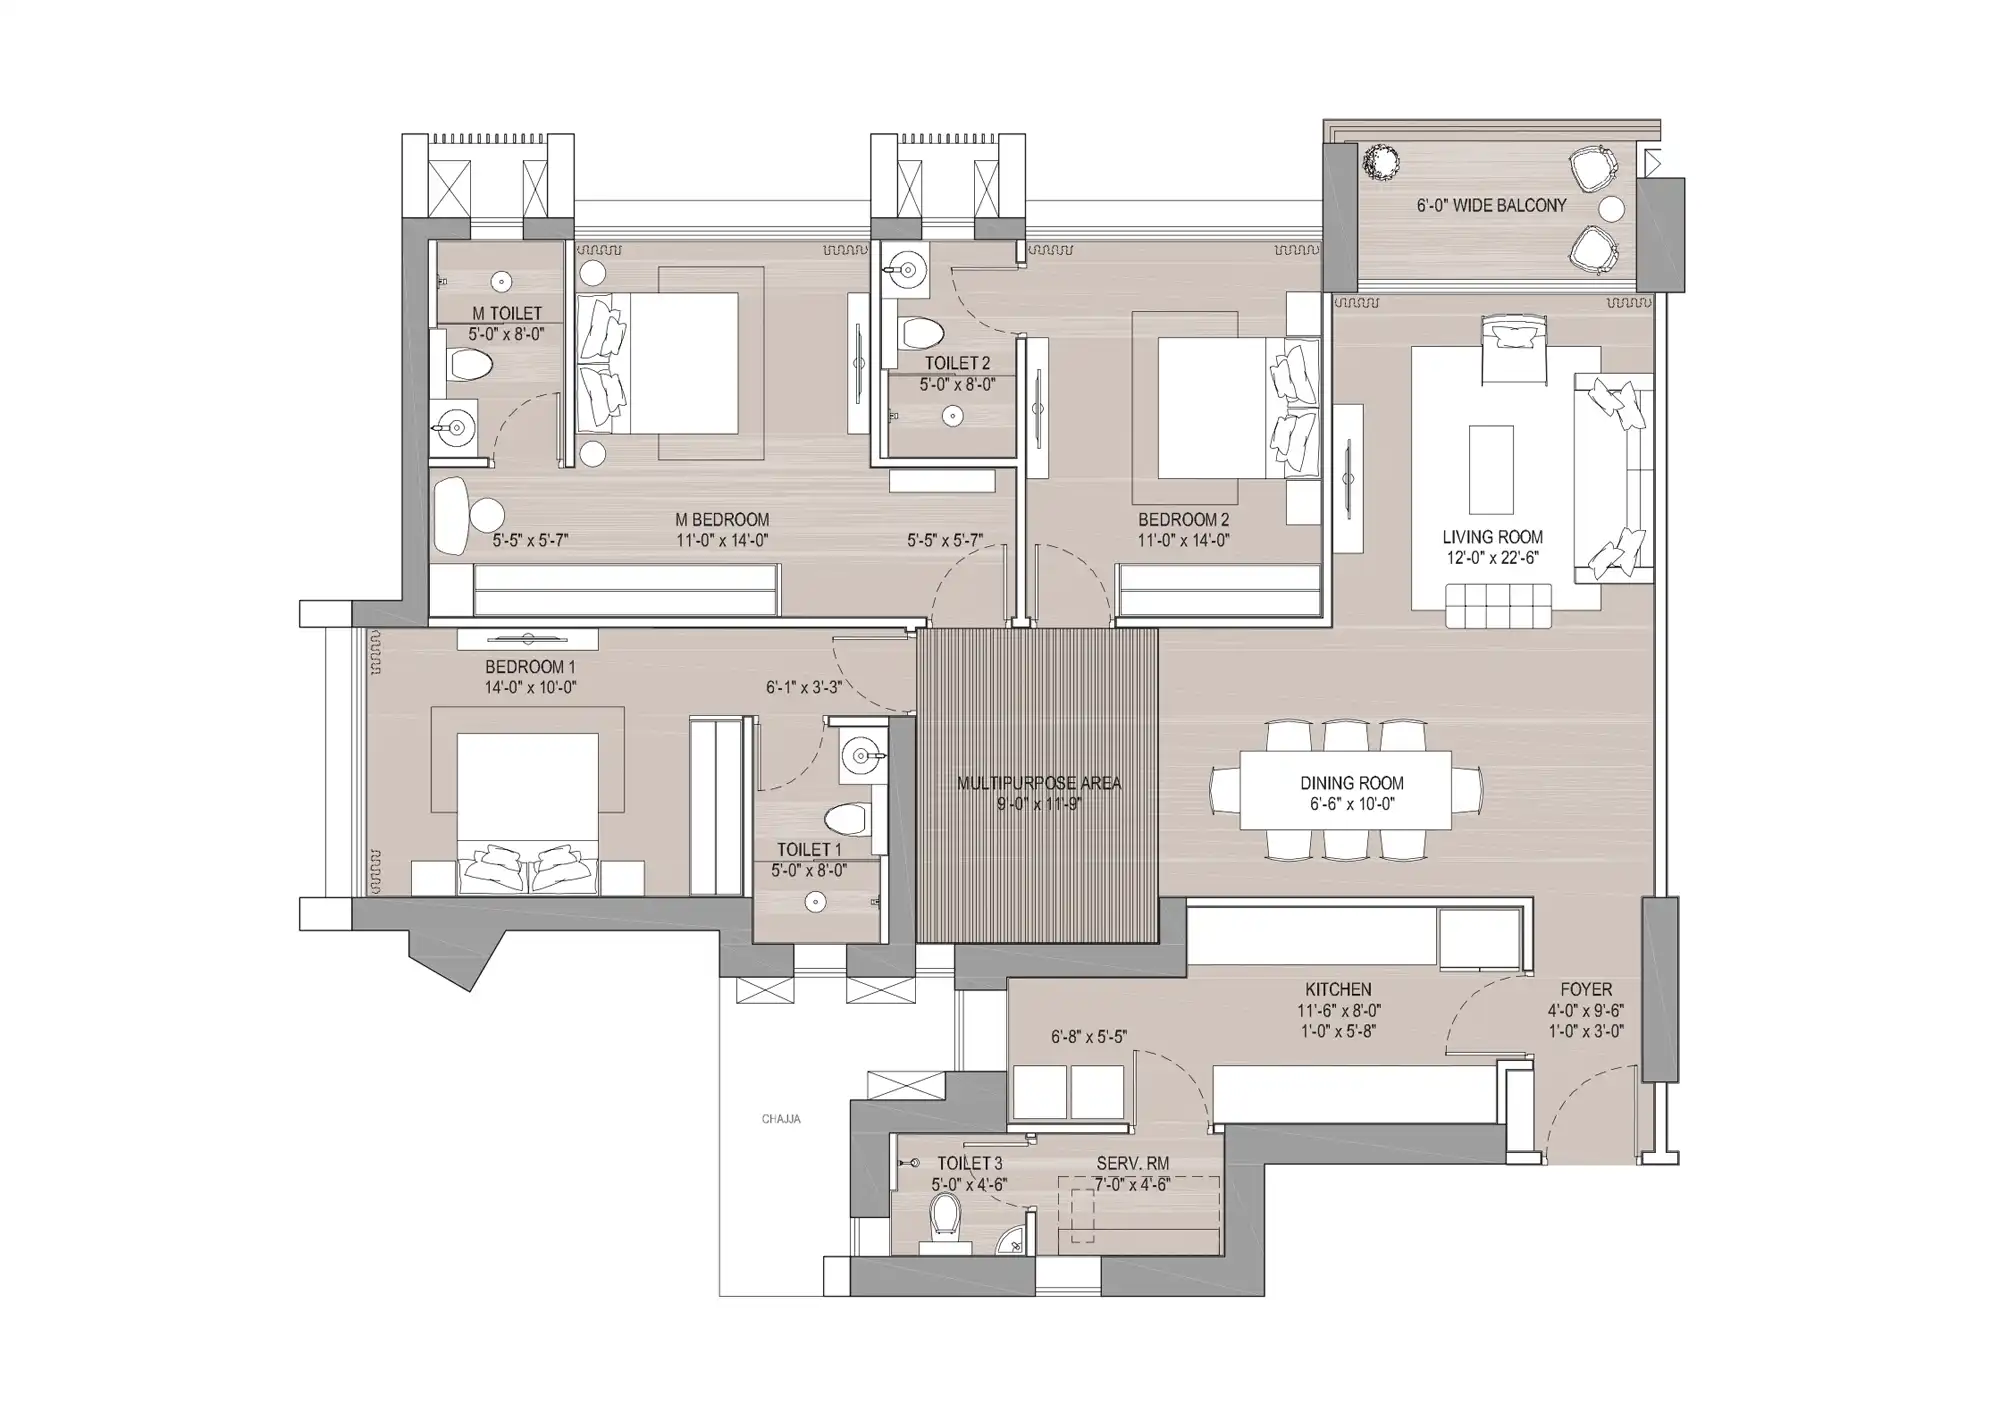 6'-0" WIDE BALCONY
M TOILET
5'-0" x 8'-0"
TOILET 2
5'-0" x 8'-0"
M BEDROOM
11'-0" x 14'-0"
5'-5" x 5'-7"
5'-5" x 5'-7"
BEDROOM 2
11'-0" x 14'-0"
LIVING ROOM
12'-0" x 22'-6"
BEDROOM 1
14'-0" x 10'-0"
6'-1" x 3'-3"
MULTIPURPOSE AREA
9'-0" x 11'-9"
DINING ROOM
6'-6" x 10'-0"
TOILET 1
5'-0" x 8'-0"
KITCHEN
11'-6" x 8'-0"
1'-0" x 5'-8"
FOYER
4'-0" x 9'-6"
1'-0" x 3'-0"
6'-8" x 5'-5"
CHAJJA
TOILET 3
5'-0" x 4'-6"
SERV. RM
7'-0" x 4'-6"